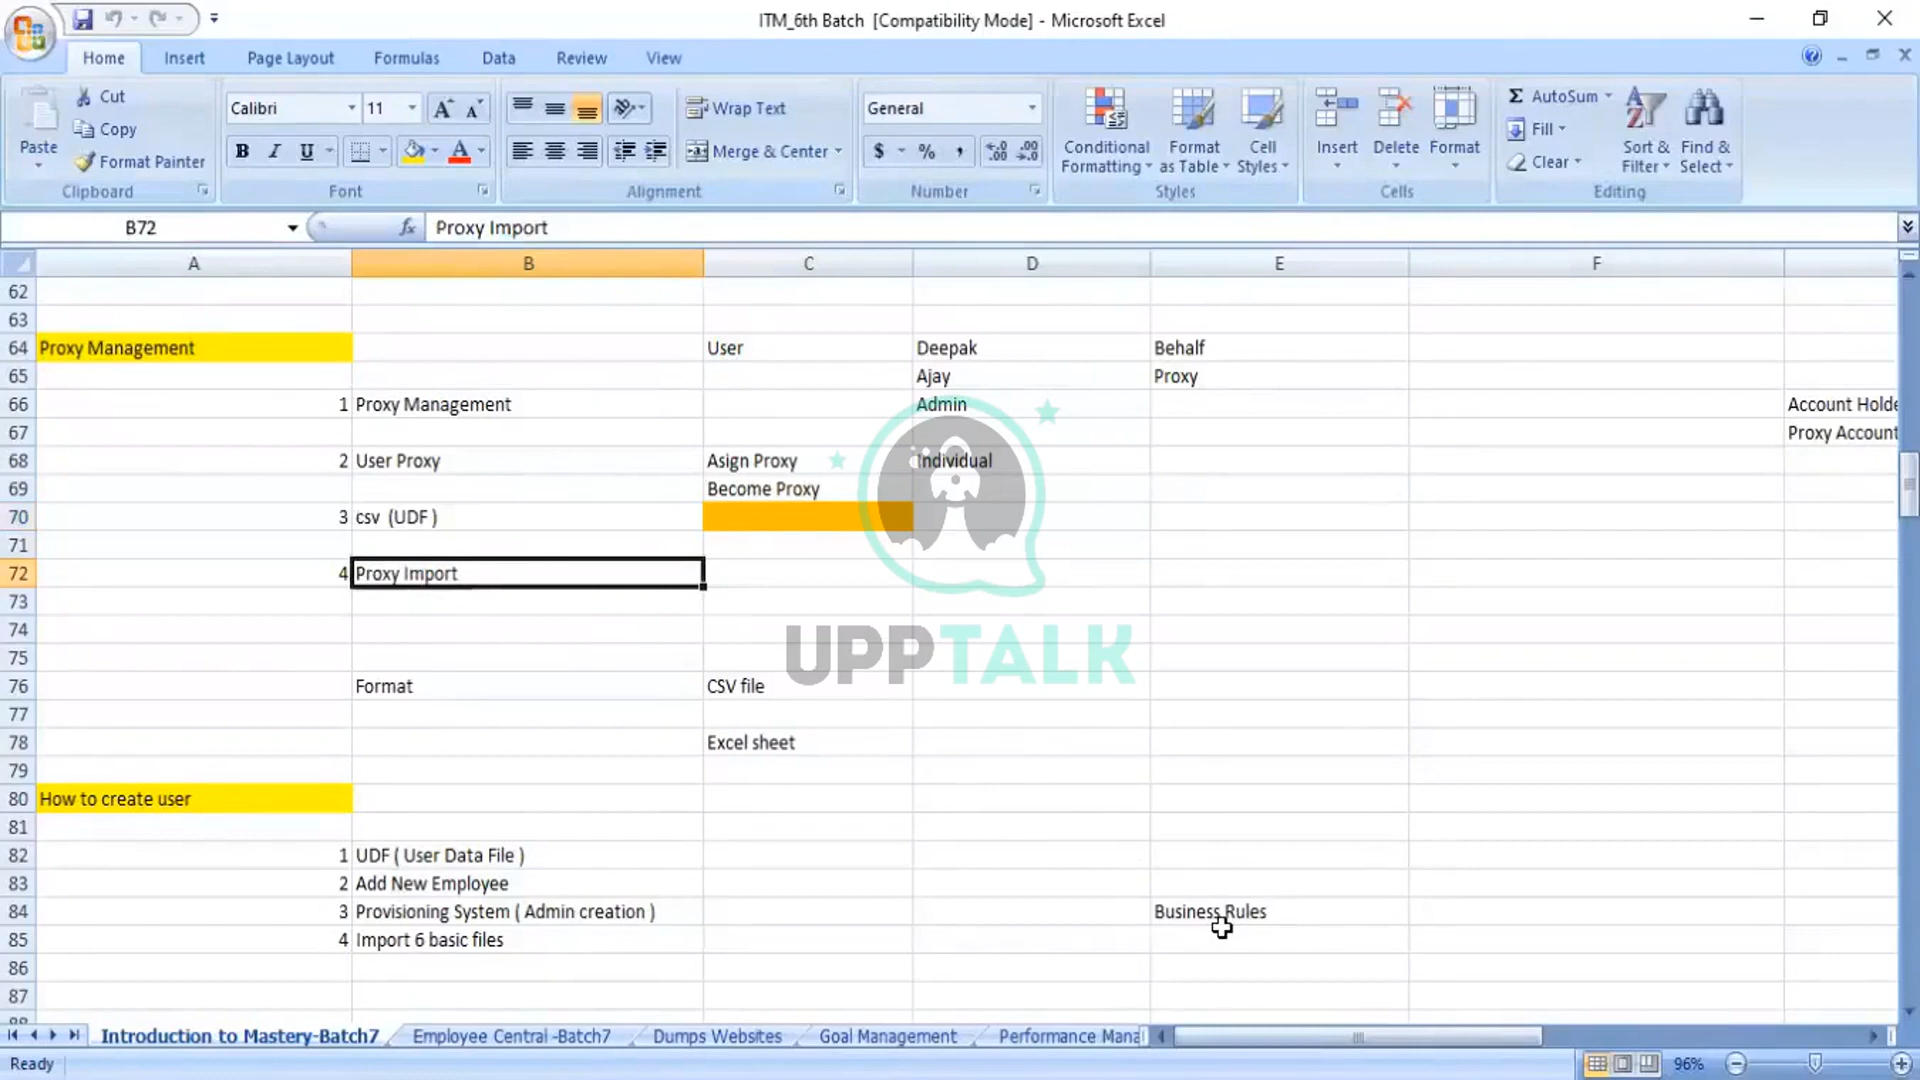 ITM_6th Batch  [Compatibility Mode] - Microsoft Excel
Home Insert Page Layout Formulas Data Review View
Paste
Cut
Copy
Format Painter
Clipboard
Calibri 11
B I U
Font
Wrap Text
Merge & Center
Alignment
General
$ % ,
Number
Conditional Formatting
Format as Table
Cell Styles
Styles
Insert Delete Format
Cells
AutoSum
Fill
Clear
Sort & Filter
Find & Select
Editing
B72 fx Proxy Import
A B C D E F
62
63
64 Proxy Management User Deepak Behalf
65 Ajay Proxy
66 1 Proxy Management Admin Account Holde
67 Proxy Account
68 2 User Proxy Asign Proxy Individual
69 Become Proxy
70 3 csv  (UDF )
71
72 4 Proxy Import
73
74
75
UPPTALK
76 Format CSV file
77
78 Excel sheet
79
80 How to create user
81
82 1 UDF ( User Data File )
83 2 Add New Employee
84 3 Provisioning System ( Admin creation ) Business Rules
85 4 Import 6 basic files
86
87
Introduction to Mastery-Batch7 Employee Central -Batch7 Dumps Websites Goal Management Performance Mana
Ready 96%